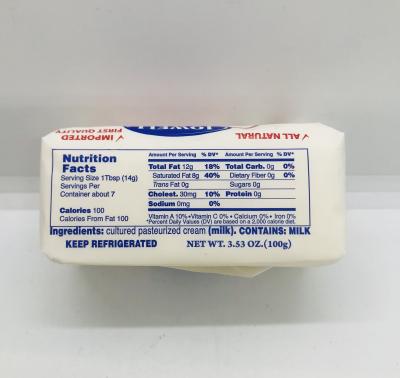 IMPORTED
FIRST QUALITY
ALL NATURAL
Nutrition
Facts
Serving Size 1Tbsp (14g)
Servings Per
Container about 7
Calories 100
Calories From Fat 100
Amount Per Serving % DV*
Total Fat 12g 18%
Saturated Fat 8g 40%
Trans Fat 0g
Cholest. 30mg 10%
Sodium 0mg 0%
Amount Per Serving % DV*
Total Carb. 0g 0%
Dietary Fiber 0g 0%
Sugars 0g
Protein 0g
Vitamin A 10% • Vitamin C 0% • Calcium 0% • Iron 0%
*Percent Daily Values (DV) are based on a 2,000 calorie diet.
Ingredients: cultured pasteurized cream (milk). CONTAINS: MILK
KEEP REFRIGERATED
NET WT. 3.53 OZ.(100g)